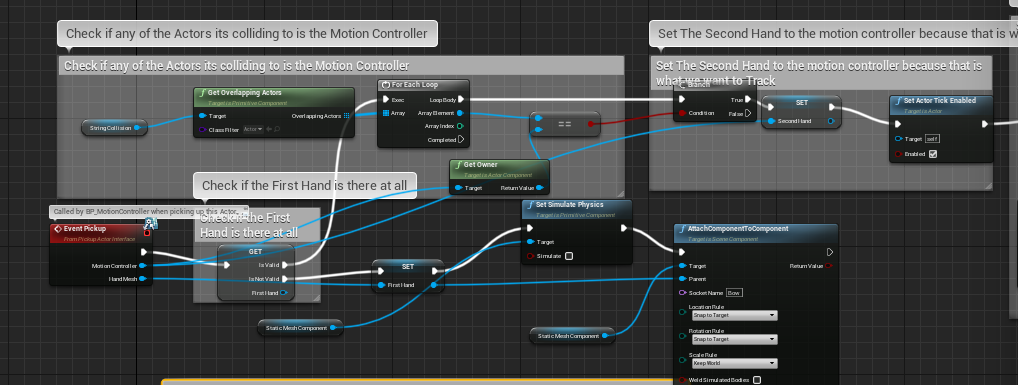 Check if any of the Actors its colliding to is the Motion Controller
Set The Second Hand to the motion controller because that is w
Check if any of the Actors its colliding to is the Motion Controller
Set The Second Hand to the motion controller because that is
what we want to Track
Get Overlapping Actors
Target is Primitive Component
Target
Overlapping Actors
Class Filter
Actor
String Collision
For Each Loop
Exec
Loop Body
Array
Array Element
Array Index
Completed
==
Branch
True
Condition
False
SET
Second Hand
Set Actor Tick Enabled
Target is Actor
Target
self
Enabled
Get Owner
Target is Actor Component
Target
Return Value
Check if the First Hand is there at all
Called by BP_MotionController when picking up this Actor
Check if the First
Hand is there at all
Event Pickup
From Pickup Actor Interface
Motion Controller
Hand Mesh
GET
Is Valid
Is Not Valid
First Hand
SET
First Hand
Set Simulate Physics
Target is Primitive Component
Target
Simulate
AttachComponentToComponent
Target is Scene Component
Target
Return Value
Parent
Socket Name
Bow
Location Rule
Snap to Target
Rotation Rule
Snap to Target
Scale Rule
Keep World
Weld Simulated Bodies
Static Mesh Component
Static Mesh Component